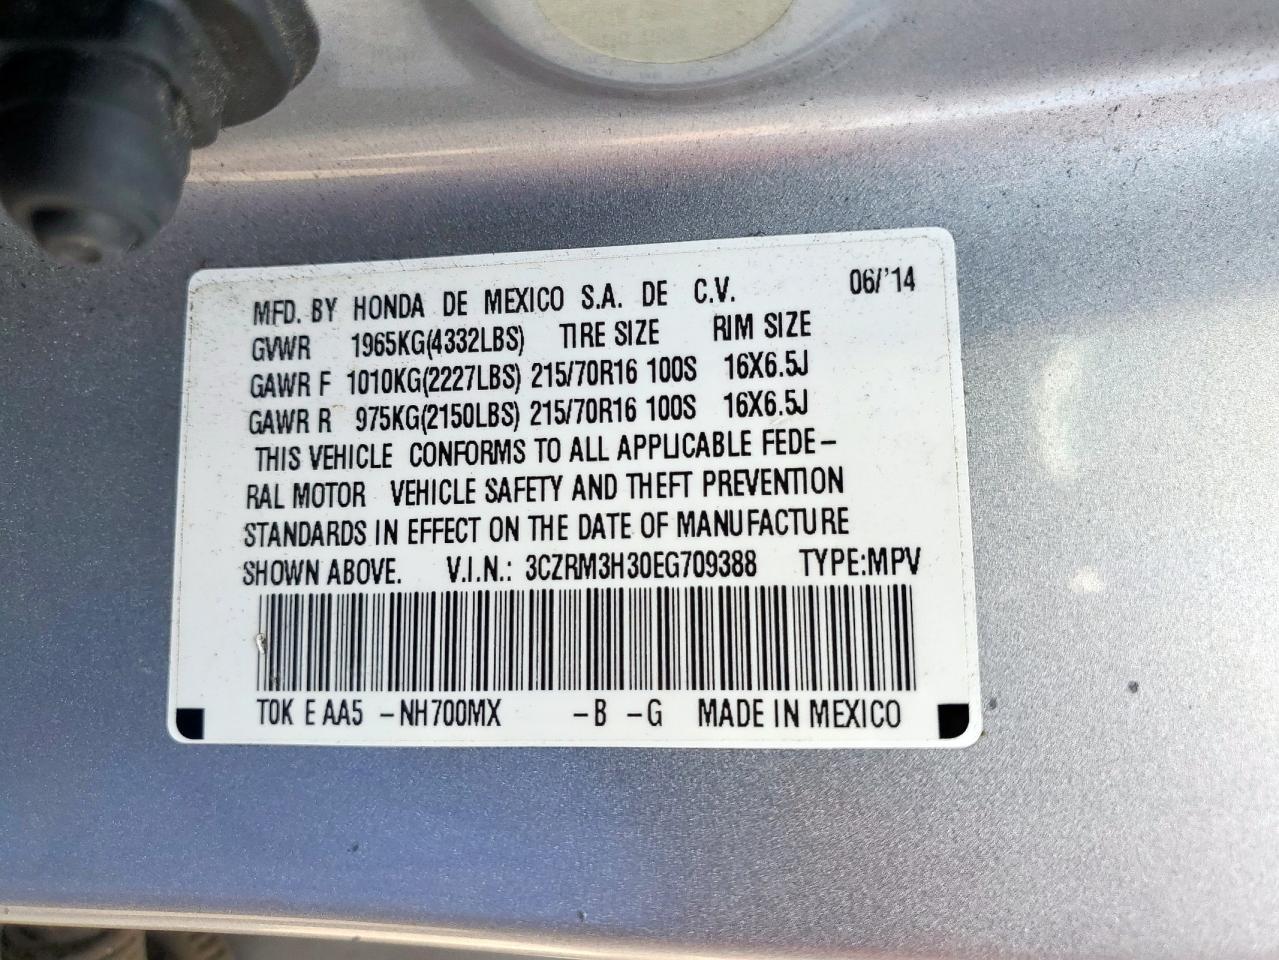 MFD. BY HONDA DE MEXICO S.A. DE C.V. 06/'14
GVWR 1965KG(4332LBS) TIRE SIZE RIM SIZE
GAWR F 1010KG(2227LBS) 215/70R16 100S 16X6.5J
GAWR R 975KG(2150LBS) 215/70R16 100S 16X6.5J
THIS VEHICLE CONFORMS TO ALL APPLICABLE FEDE-
RAL MOTOR VEHICLE SAFETY AND THEFT PREVENTION
STANDARDS IN EFFECT ON THE DATE OF MANUFACTURE
SHOWN ABOVE. V.I.N.: 3CZRM3H30EG709388 TYPE:MPV
T0K E AA5 -NH700MX -B -G MADE IN MEXICO